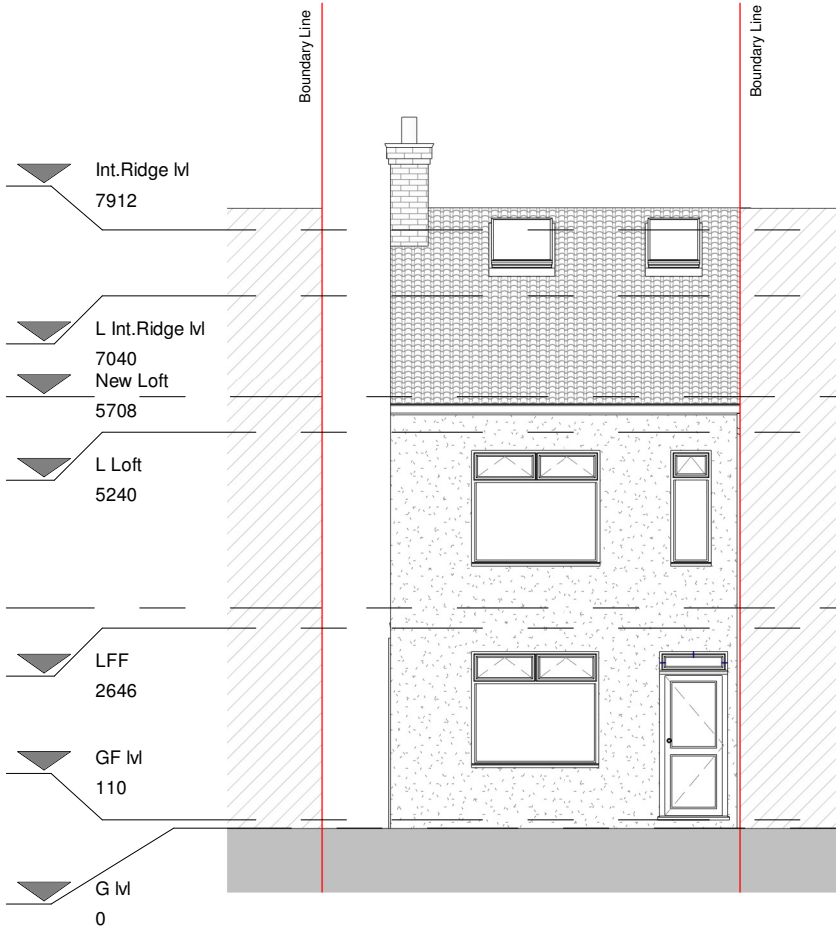 Boundary Line
Boundary Line
Int.Ridge lvl
7912
L Int.Ridge lvl
7040
New Loft
5708
L Loft
5240
LFF
2646
GF lvl
110
G lvl
0